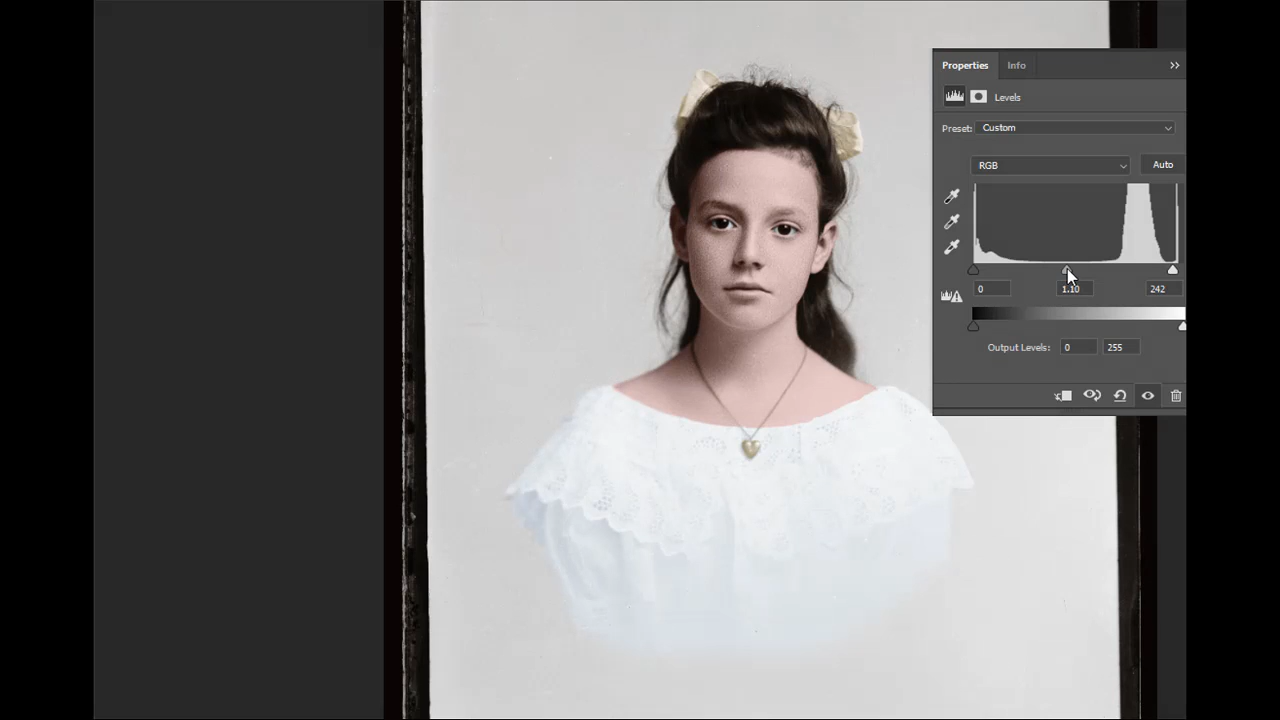 Properties Info
Levels
Preset: Custom
RGB Auto
0 1.10 242
Output Levels: 0 255